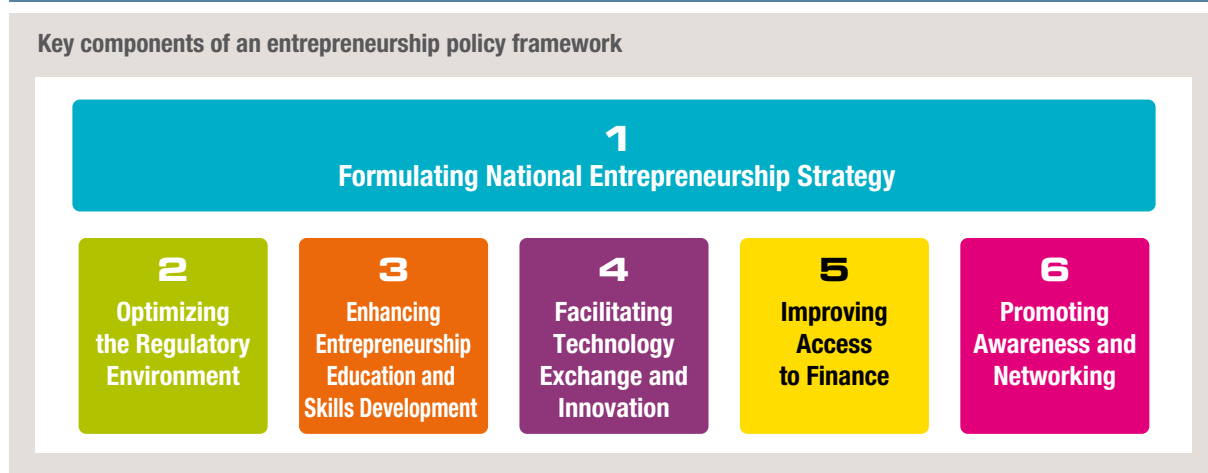 Key components of an entrepreneurship policy framework
1
Formulating National Entrepreneurship Strategy
2
Optimizing
the Regulatory
Environment
3
Enhancing
Entrepreneurship
Education and
Skills Development
4
Facilitating
Technology
Exchange and
Innovation
5
Improving
Access
to Finance
6
Promoting
Awareness and
Networking